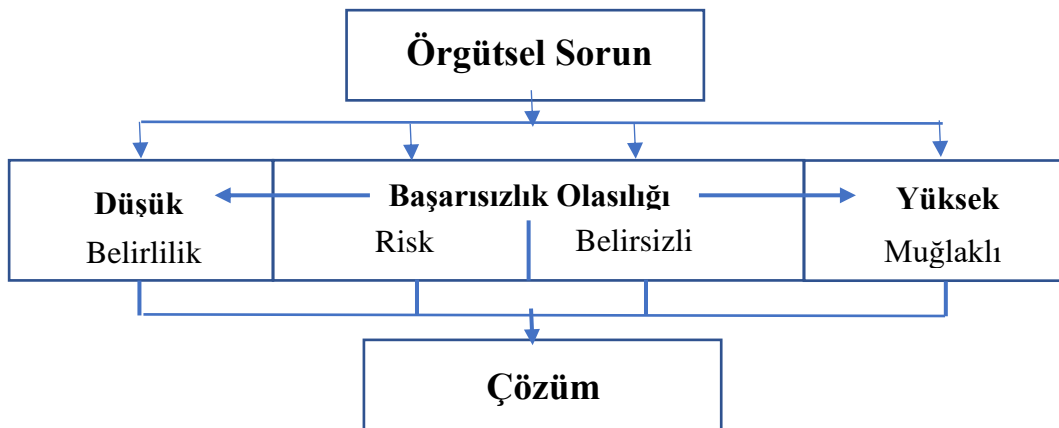 Örgütsel Sorun
Düşük
Başarısızlık Olasılığı
Yüksek
Belirlilik
Risk
Belirsizli
Muğlaklı
Çözüm